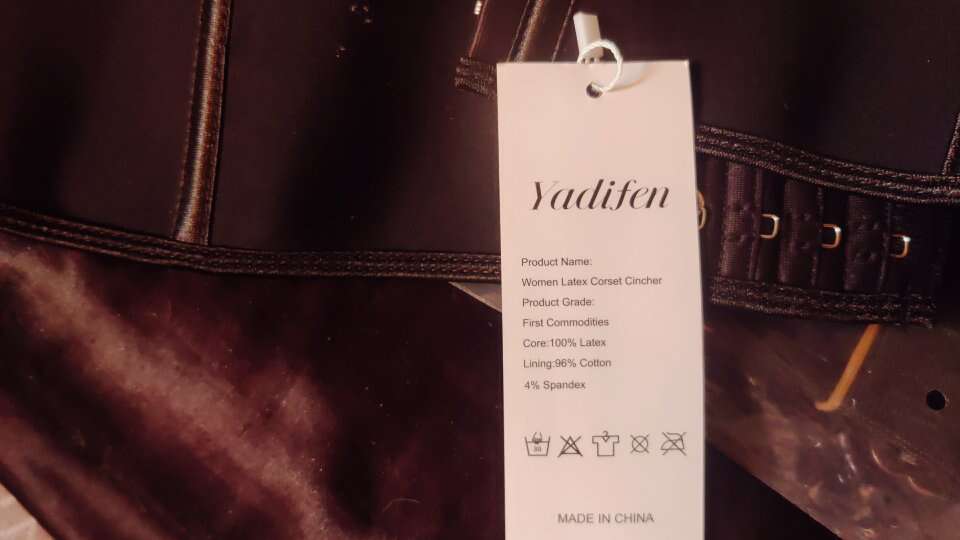 Yadifen
Product Name:
Women Latex Corset Cincher
Product Grade:
First Commodities
Core:100% Latex
Lining:96% Cotton
4% Spandex
30
MADE IN CHINA